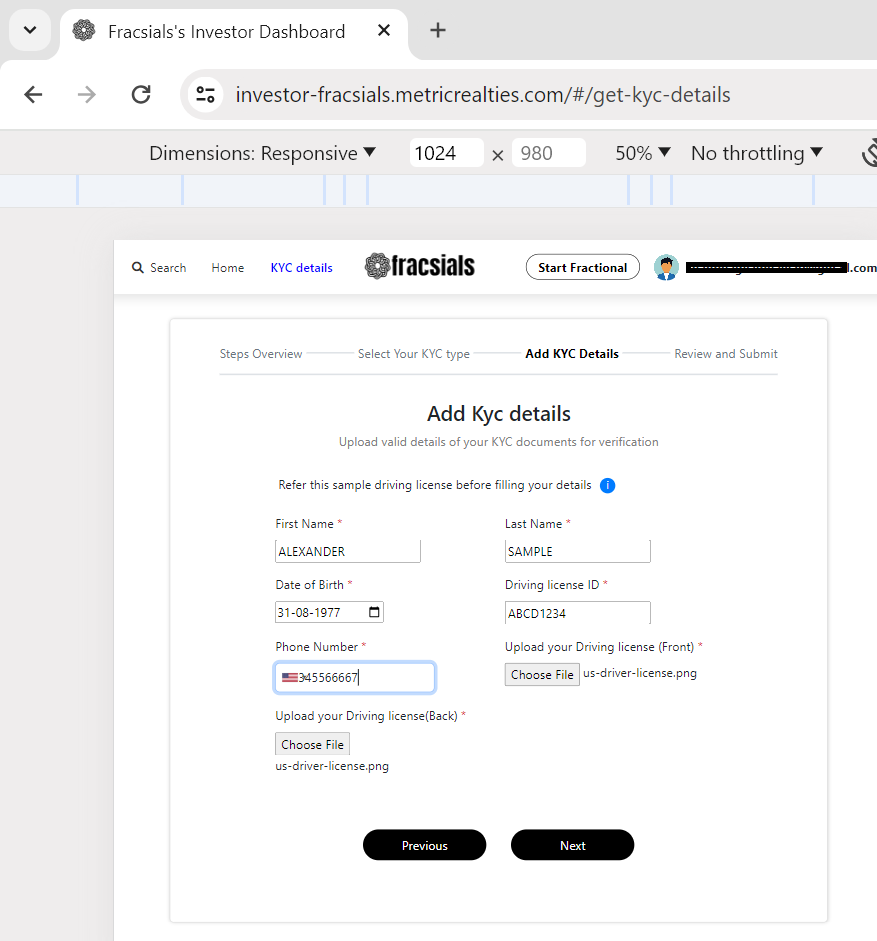 Fracsials's Investor Dashboard
investor-fracsials.metricrealties.com/#/get-kyc-details
Dimensions: Responsive 1024 × 980 50% No throttling
Search Home KYC details fracsials Start Fractional l.com
Steps Overview Select Your KYC type Add KYC Details Review and Submit
Add Kyc details
Upload valid details of your KYC documents for verification
Refer this sample driving license before filling your details i
First Name * Last Name *
ALEXANDER SAMPLE
Date of Birth * Driving license ID *
31-08-1977 ABCD1234
Phone Number * Upload your Driving license (Front) *
345566667 Choose File us-driver-license.png
Upload your Driving license(Back) *
Choose File
us-driver-license.png
Previous Next